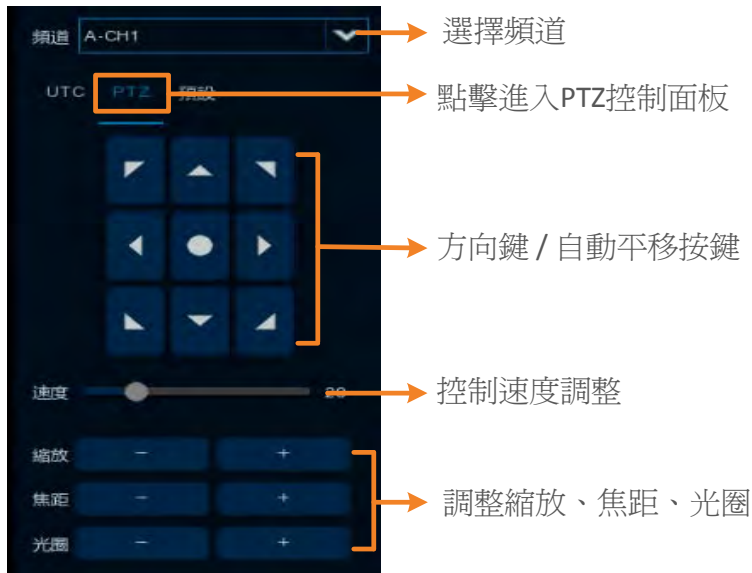 頻道 A-CH1 選擇頻道
UTC PTZ 預設 點擊進入PTZ控制面板
方向鍵 / 自動平移按鍵
速度 20 控制速度調整
縮放 - +
焦距 - + 調整縮放、焦距、光圈
光圈 - +